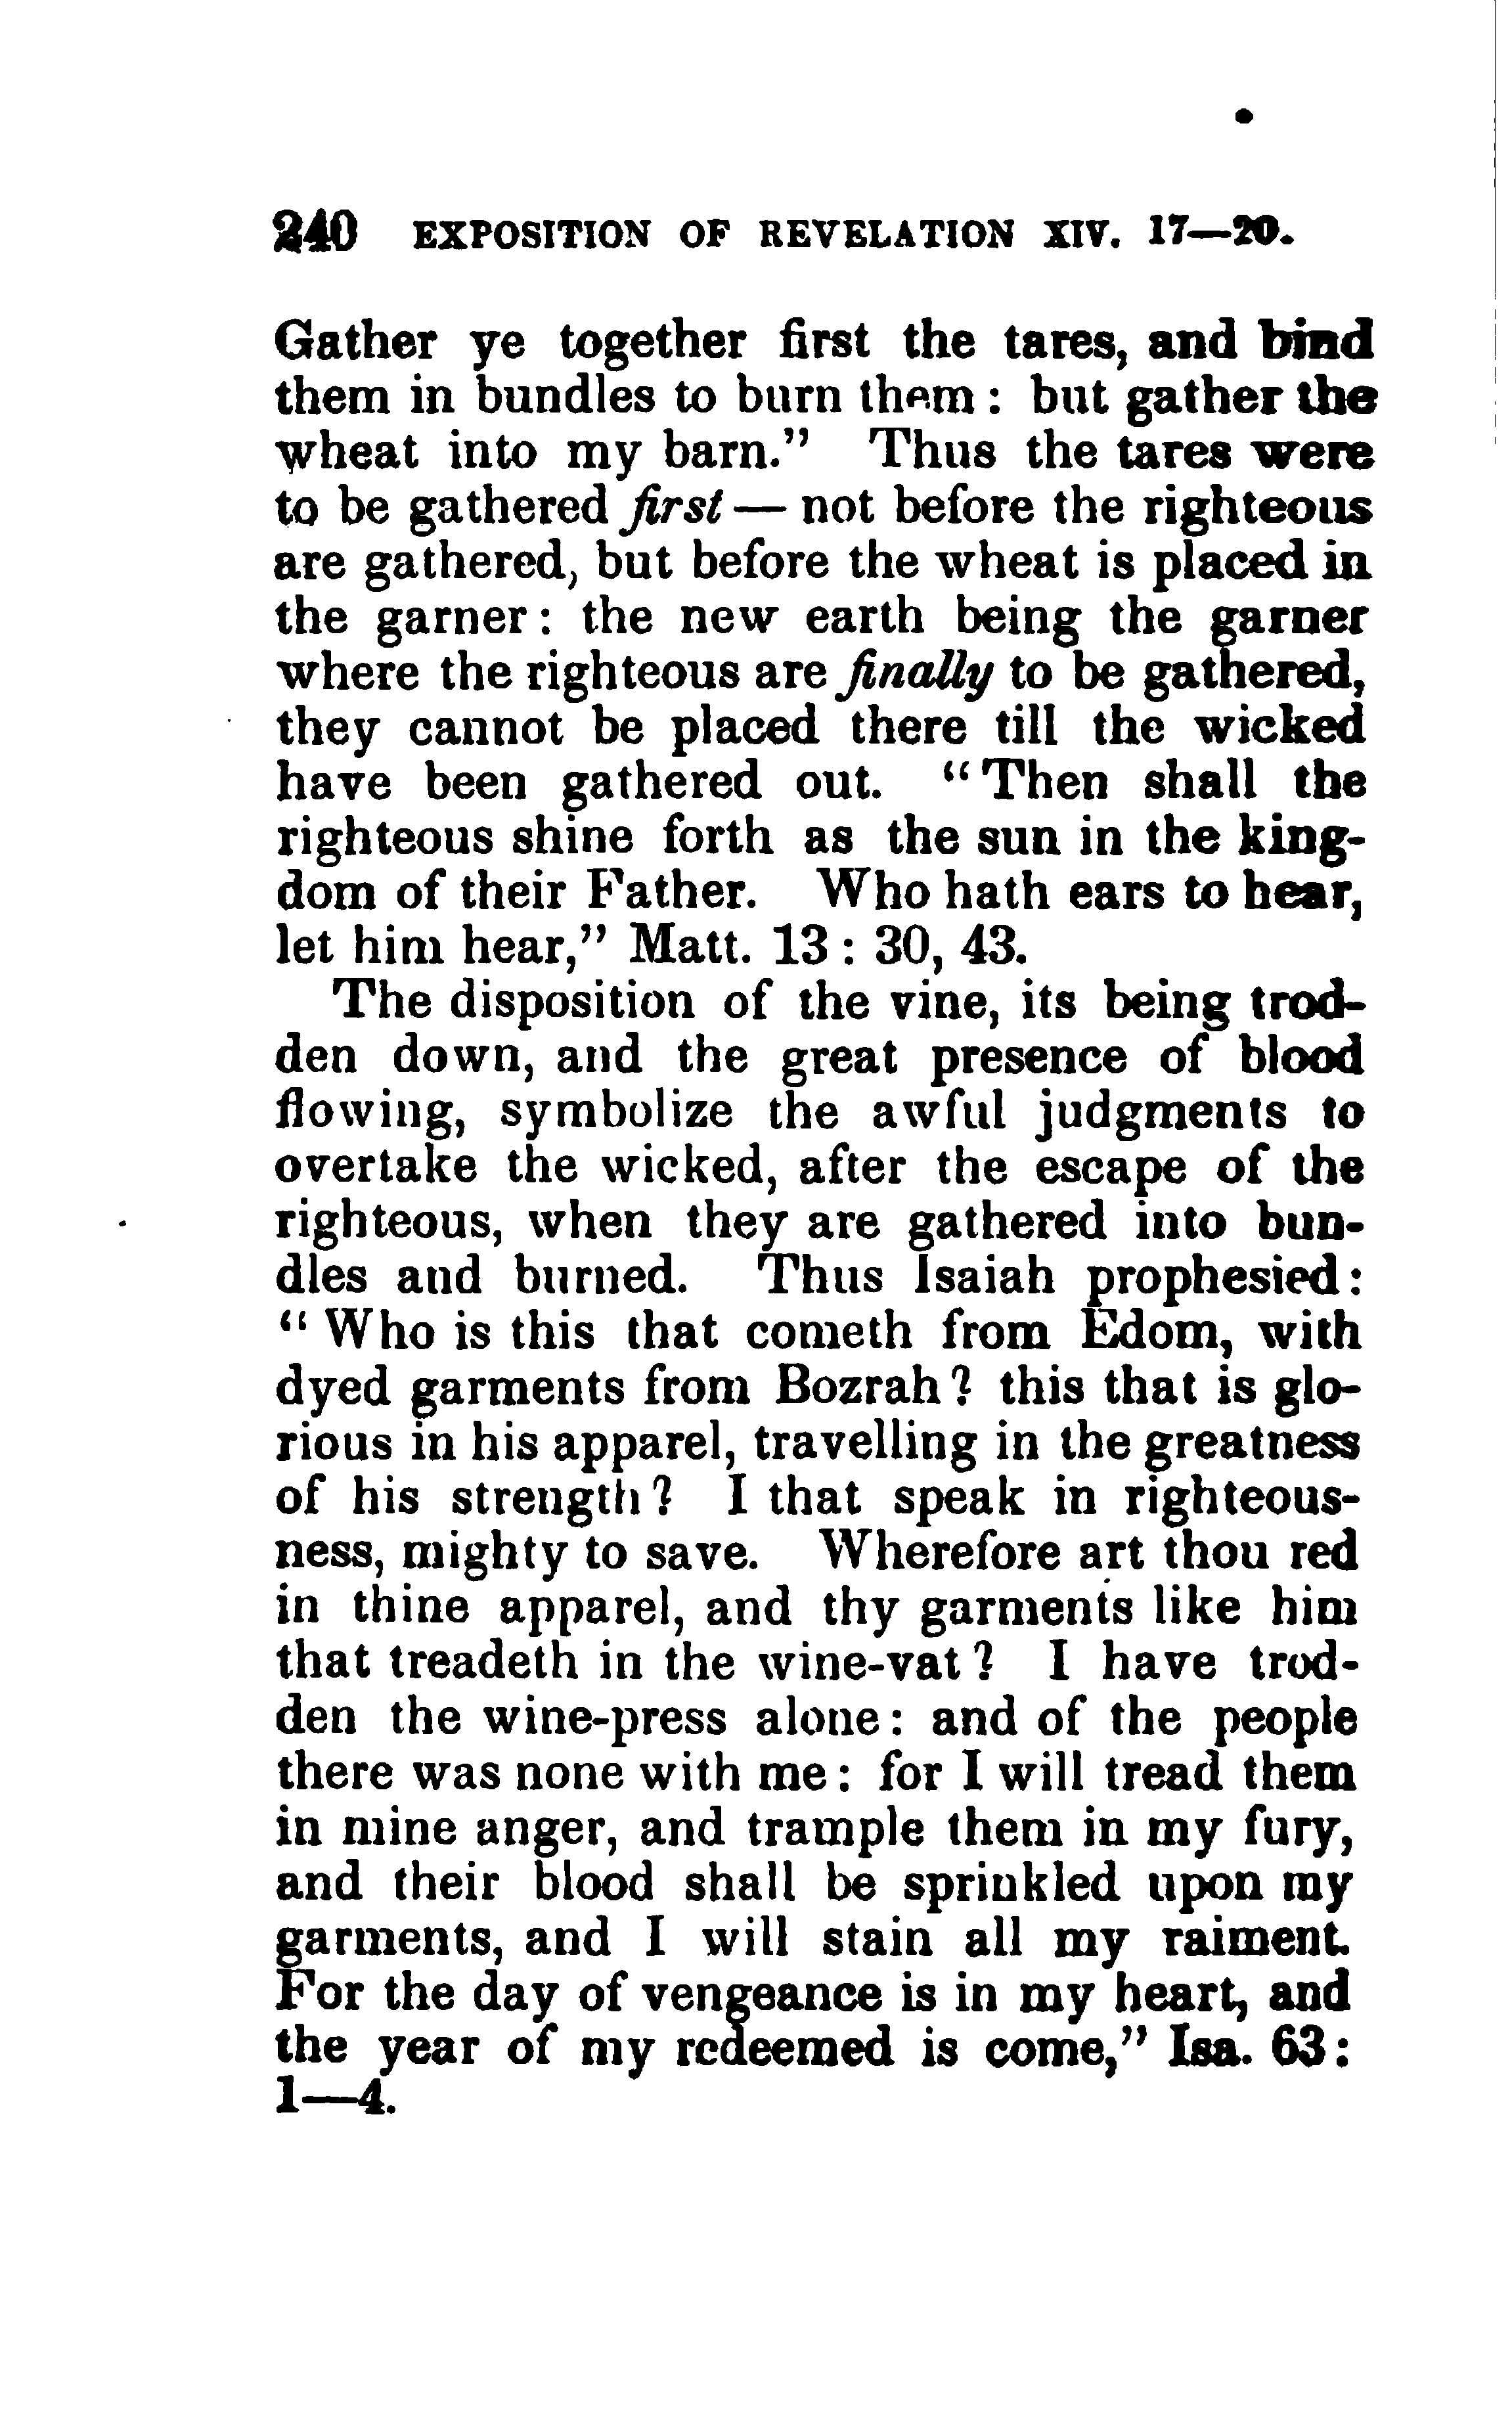 240 EXPOSITION OF REVELATION XIV. 17—20.
Gather ye together first the tares, and bind
them in bundles to burn them : but gather the
wheat into my barn.” Thus the tares were
to be gathered first — not before the righteous
are gathered, but before the wheat is placed in
the garner : the new earth being the garner
where the righteous are finally to be gathered,
they cannot be placed there till the wicked
have been gathered out. “Then shall the
righteous shine forth as the sun in the king-
dom of their Father. Who hath ears to hear,
let him hear,” Matt. 13 : 30, 43.
The disposition of the vine, its being trod-
den down, and the great presence of blood
flowing, symbolize the awful judgments to
overtake the wicked, after the escape of the
righteous, when they are gathered into bun-
dles and burned. Thus Isaiah prophesied :
“ Who is this that cometh from Edom, with
dyed garments from Bozrah ? this that is glo-
rious in his apparel, travelling in the greatness
of his strength ? I that speak in righteous-
ness, mighty to save. Wherefore art thou red
in thine apparel, and thy garments like him
that treadeth in the wine-vat ? I have trod-
den the wine-press alone : and of the people
there was none with me : for I will tread them
in mine anger, and trample them in my fury,
and their blood shall be sprinkled upon my
garments, and I will stain all my raiment.
For the day of vengeance is in my heart, and
the year of my redeemed is come,” Isa. 63 :
1—4.